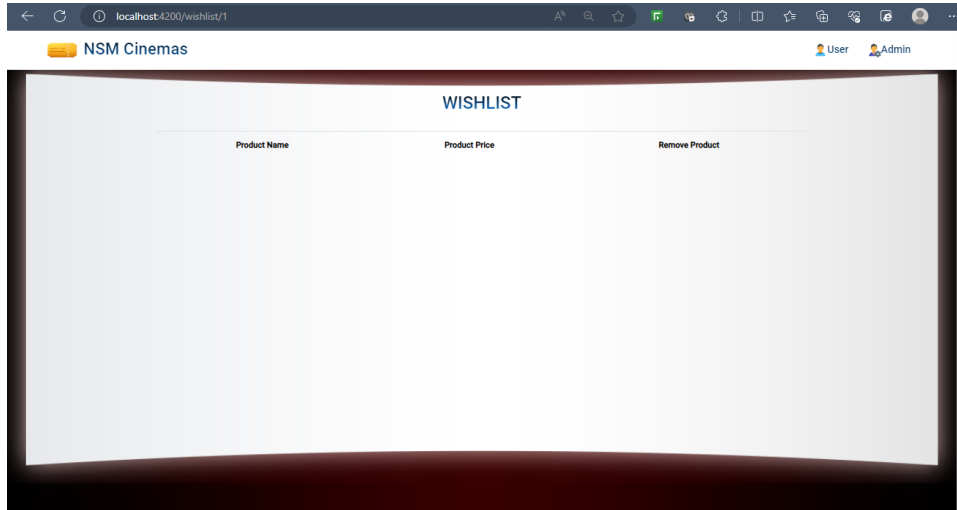 localhost:4200/wishlist/1
NSM Cinemas
User
Admin
WISHLIST
Product Name
Product Price
Remove Product